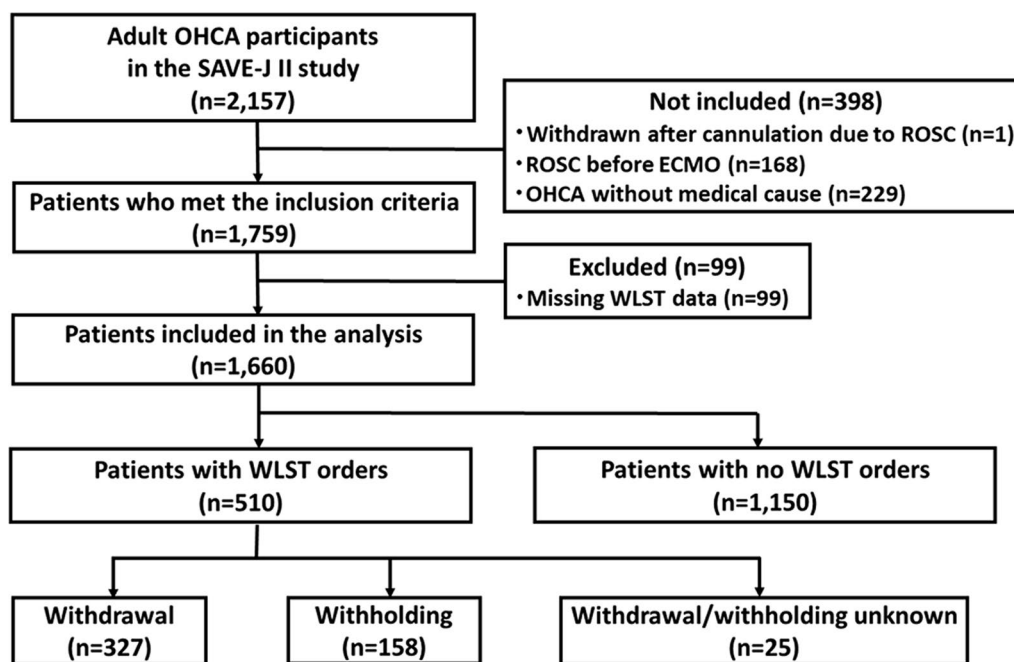 Adult OHCA participants
in the SAVE-J II study
(n=2,157)
Not included (n=398)
・Withdrawn after cannulation due to ROSC (n=1)
・ROSC before ECMO (n=168)
・OHCA without medical cause (n=229)
Patients who met the inclusion criteria
(n=1,759)
Excluded (n=99)
・Missing WLST data (n=99)
Patients included in the analysis
(n=1,660)
Patients with WLST orders
(n=510)
Patients with no WLST orders
(n=1,150)
Withdrawal
(n=327)
Withholding
(n=158)
Withdrawal/withholding unknown
(n=25)